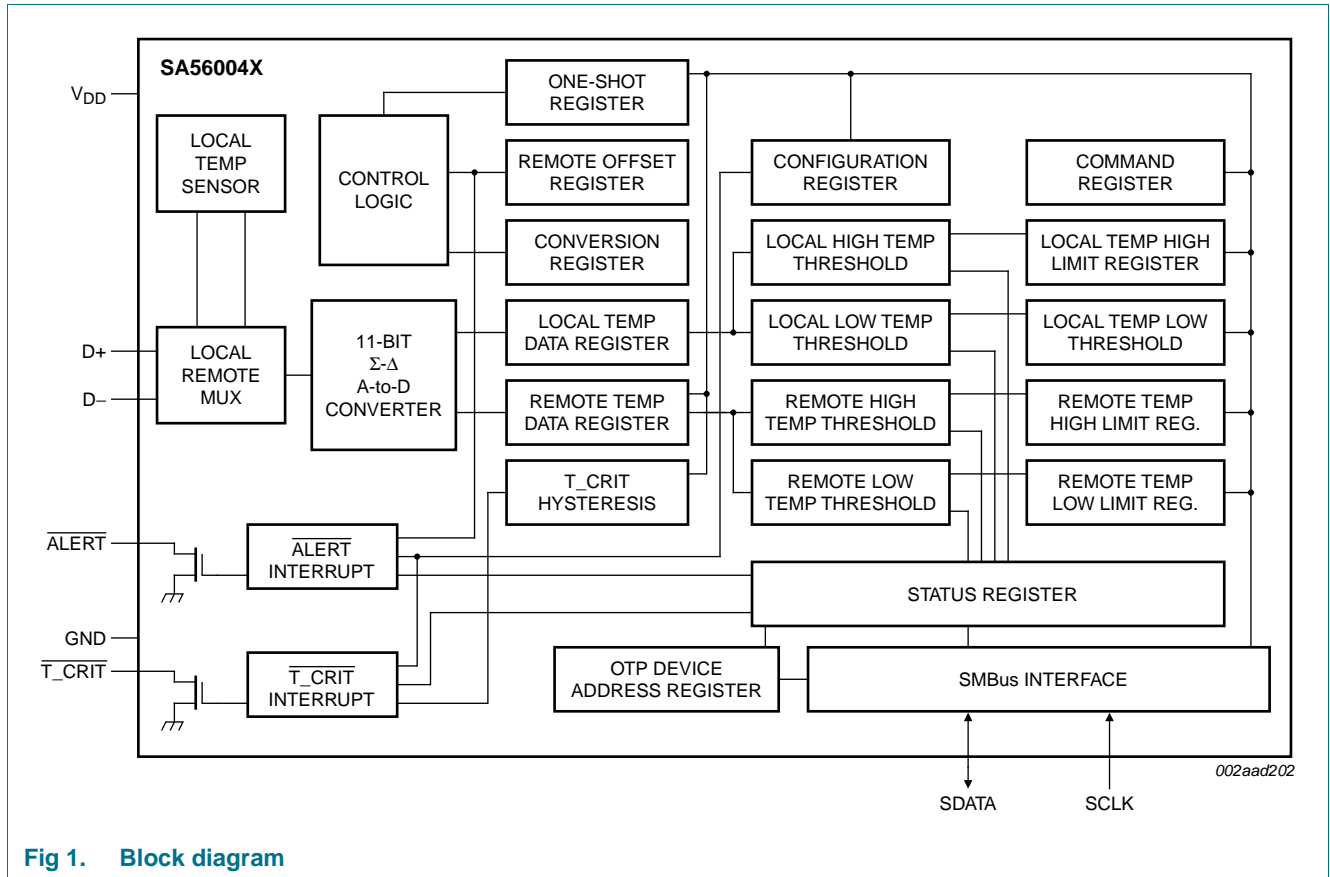 SA56004X
V_DD
LOCAL
TEMP
SENSOR
CONTROL
LOGIC
ONE-SHOT
REGISTER
REMOTE OFFSET
REGISTER
CONVERSION
REGISTER
CONFIGURATION
REGISTER
COMMAND
REGISTER
LOCAL HIGH TEMP
THRESHOLD
LOCAL TEMP HIGH
LIMIT REGISTER
D+
D−
LOCAL
REMOTE
MUX
11-BIT
Σ-Δ
A-to-D
CONVERTER
LOCAL TEMP
DATA REGISTER
LOCAL LOW TEMP
THRESHOLD
LOCAL TEMP LOW
THRESHOLD
REMOTE TEMP
DATA REGISTER
REMOTE HIGH
TEMP THRESHOLD
REMOTE TEMP
HIGH LIMIT REG.
T_CRIT
HYSTERESIS
REMOTE LOW
TEMP THRESHOLD
REMOTE TEMP
LOW LIMIT REG.
ALERT
ALERT
INTERRUPT
STATUS REGISTER
GND
T_CRIT
T_CRIT
INTERRUPT
OTP DEVICE
ADDRESS REGISTER
SMBus INTERFACE
002aad202
SDATA
SCLK
Fig 1. Block diagram